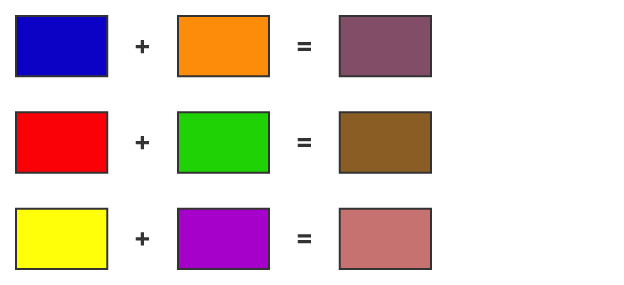 + =
+ =
+ =